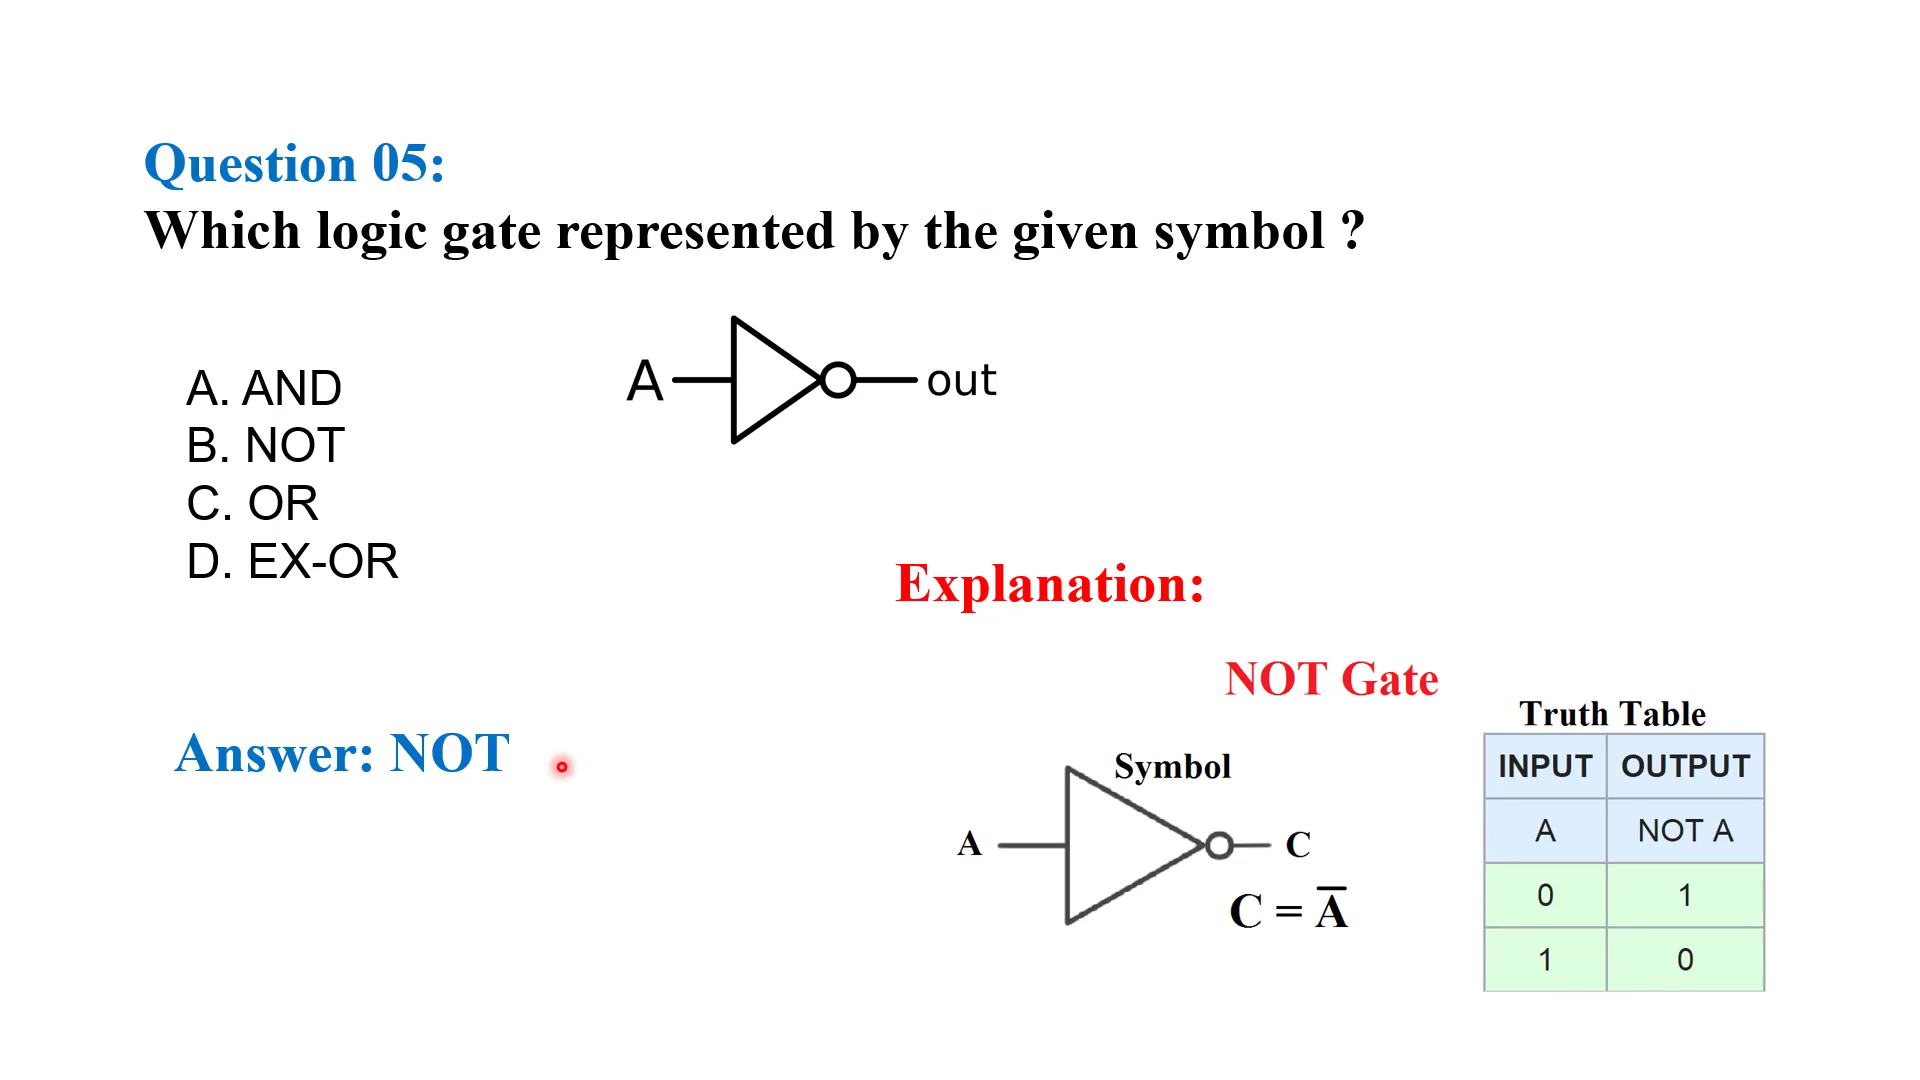 Question 05:
Which logic gate represented by the given symbol ?
A. AND
B. NOT
C. OR
D. EX-OR
A
out
Answer: NOT
Explanation:
NOT Gate
Symbol
A
C
C = A̅
Truth Table
INPUT OUTPUT
A NOT A
0 1
1 0